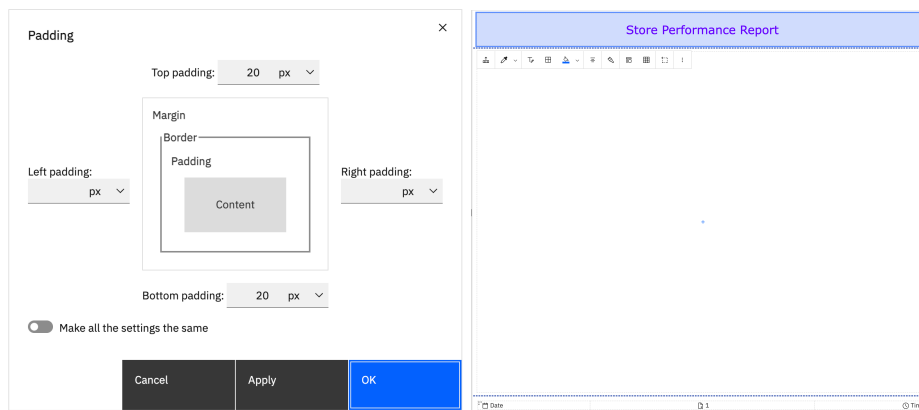 Padding
Top padding: 20 px
Margin
Border
Padding
Left padding:
px
Content
Right padding:
px
Bottom padding: 20 px
Make all the settings the same
Cancel
Apply
OK
Store Performance Report
Date
1